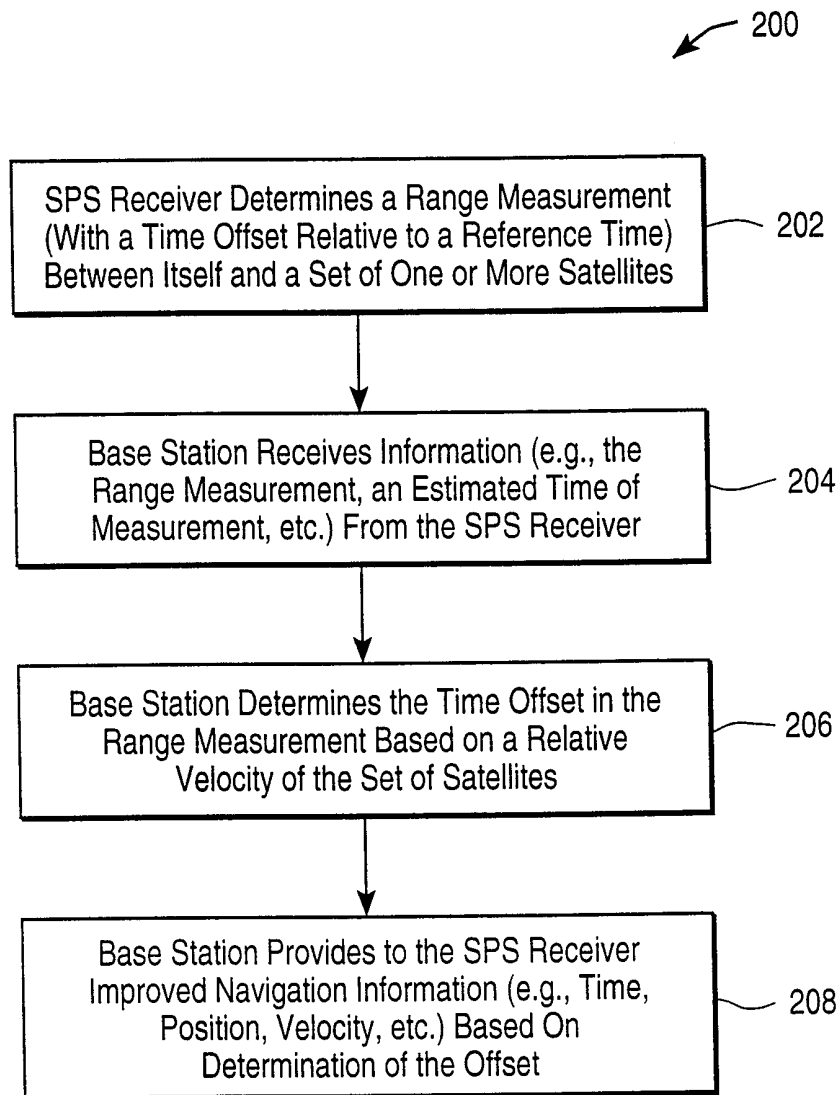 200
SPS Receiver Determines a Range Measurement
(With a Time Offset Relative to a Reference Time)
Between Itself and a Set of One or More Satellites
202
Base Station Receives Information (e.g., the
Range Measurement, an Estimated Time of
Measurement, etc.) From the SPS Receiver
204
Base Station Determines the Time Offset in the
Range Measurement Based on a Relative
Velocity of the Set of Satellites
206
Base Station Provides to the SPS Receiver
Improved Navigation Information (e.g., Time,
Position, Velocity, etc.) Based On
Determination of the Offset
208